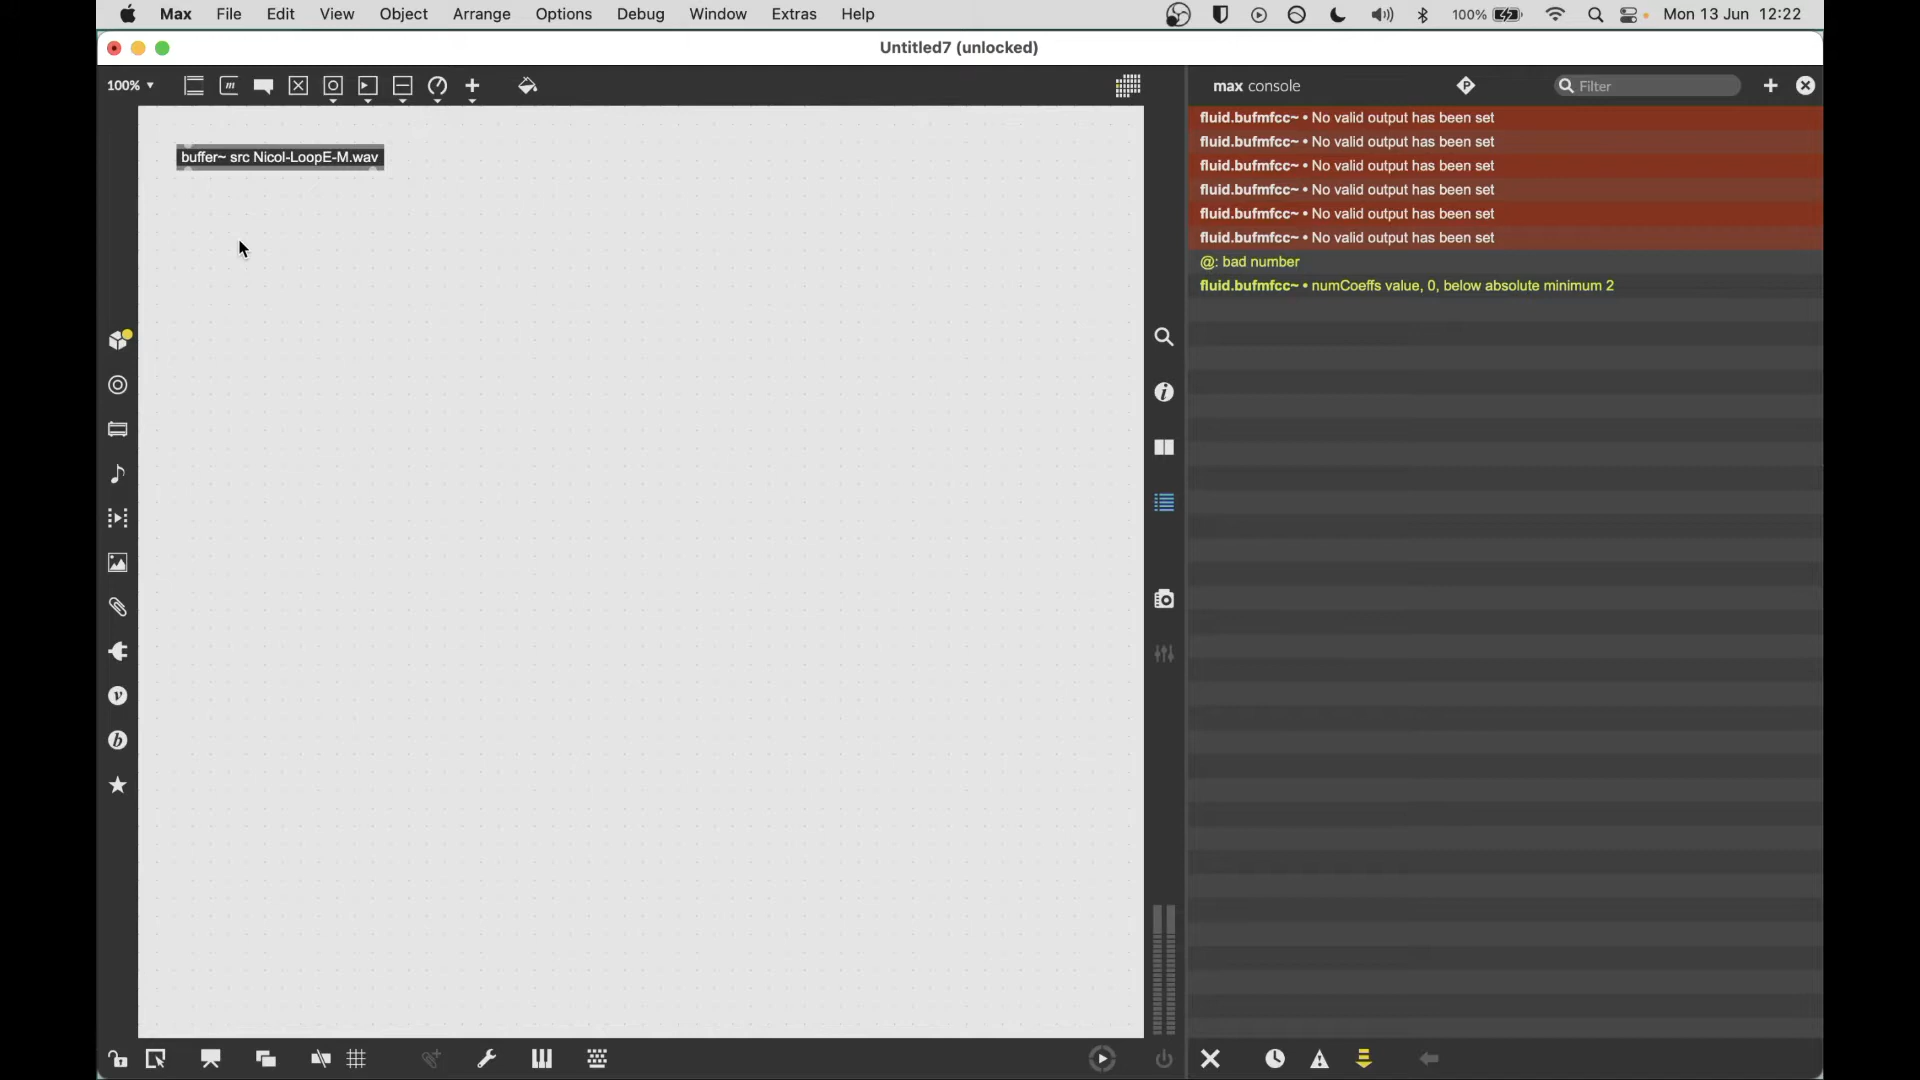 Max File Edit View Object Arrange Options Debug Window Extras Help 100% Mon 13 Jun 12:22
Untitled7 (unlocked)
100% max console Filter
buffer~ src Nicol-LoopE-M.wav
fluid.bufmfcc~ • No valid output has been set
fluid.bufmfcc~ • No valid output has been set
fluid.bufmfcc~ • No valid output has been set
fluid.bufmfcc~ • No valid output has been set
fluid.bufmfcc~ • No valid output has been set
fluid.bufmfcc~ • No valid output has been set
@: bad number
fluid.bufmfcc~ • numCoeffs value, 0, below absolute minimum 2